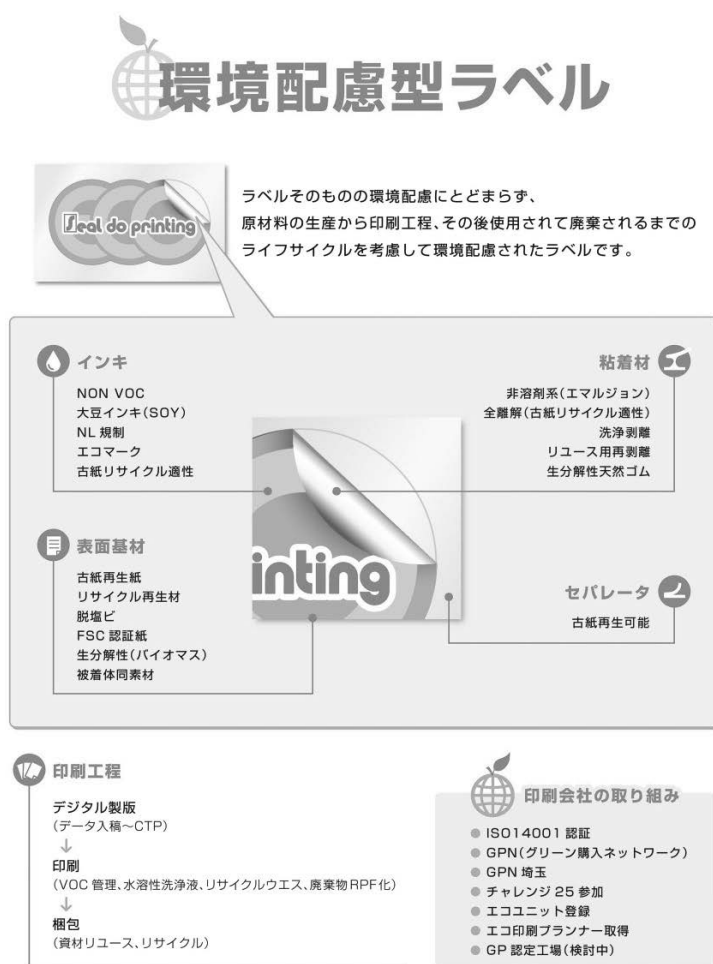 環境配慮型ラベル
Seal do printing
ラベルそのものの環境配慮にとどまらず、
原材料の生産から印刷工程、その後使用されて廃棄されるまでの
ライフサイクルを考慮して環境配慮されたラベルです。
インキ
NON VOC
大豆インキ(SOY)
NL 規制
エコマーク
古紙リサイクル適性
粘着材
非溶剤系(エマルジョン)
全離解(古紙リサイクル適性)
洗浄剥離
リユース用再剥離
生分解性天然ゴム
表面基材
古紙再生紙
リサイクル再生材
脱塩ビ
FSC 認証紙
生分解性(バイオマス)
被着体同素材
inting
セパレータ
古紙再生可能
印刷工程
デジタル製版
(データ入稿~CTP)
↓
印刷
(VOC 管理、水溶性洗浄液、リサイクルウエス、廃棄物RPF化)
↓
梱包
(資材リユース、リサイクル)
印刷会社の取り組み
● ISO14001 認証
● GPN(グリーン購入ネットワーク)
● GPN 埼玉
● チャレンジ 25 参加
● エコユニット登録
● エコ印刷プランナー取得
● GP 認定工場(検討中)